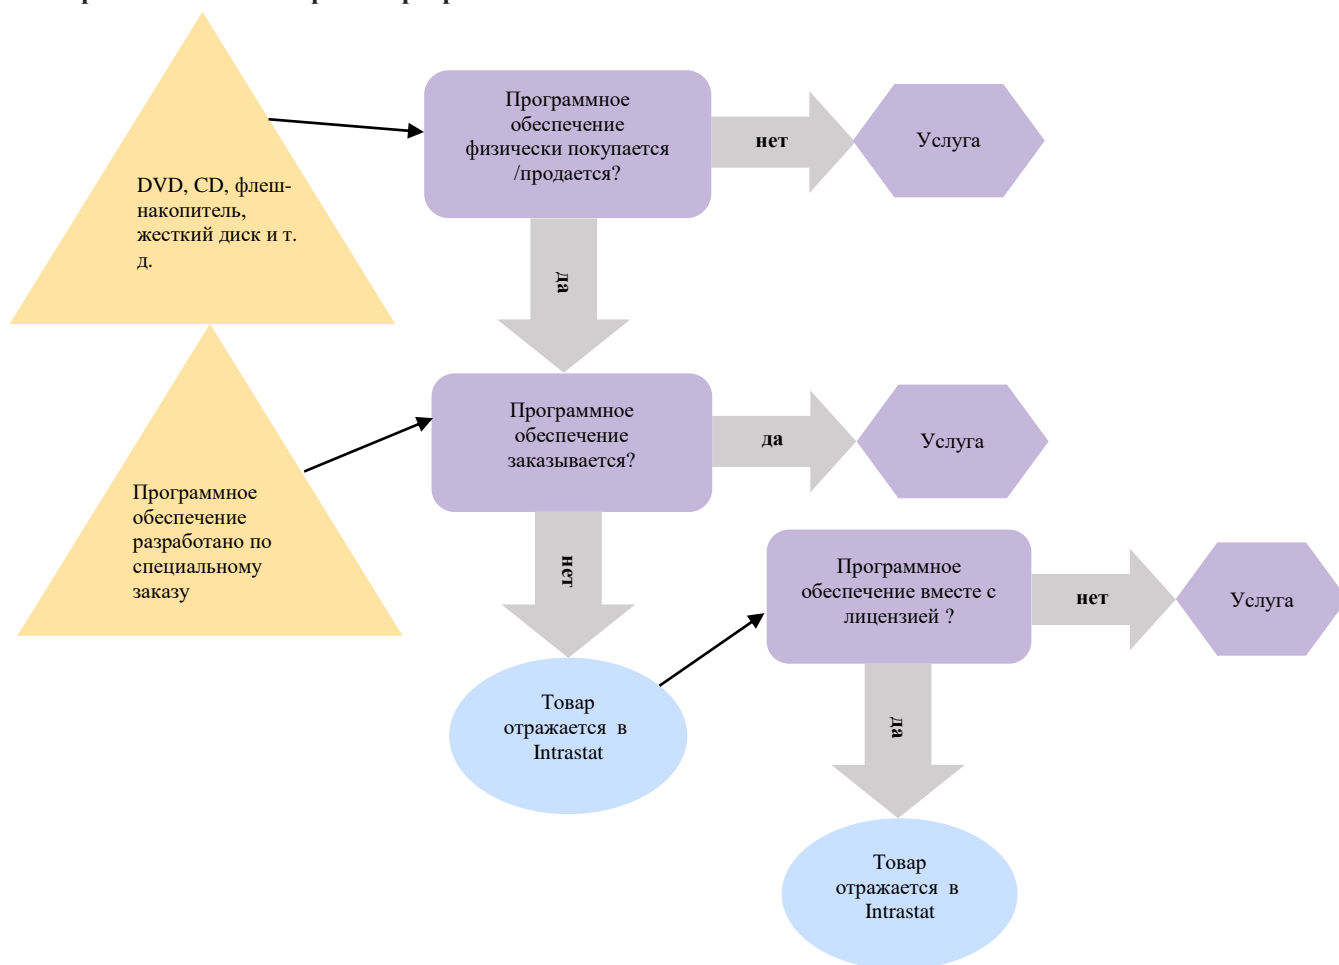 Программное
обеспечение
физически покупается
/продается?
нет
Услуга
DVD, CD, флеш-
накопитель,
жесткий диск и т.
д.
да
Программное
обеспечение
заказывается?
да
Услуга
Программное
обеспечение
разработано по
специальному
заказу
нет
Программное
обеспечение вместе с
лицензией ?
нет
Услуга
Товар
отражается в
Intrastat
да
Товар
отражается в
Intrastat